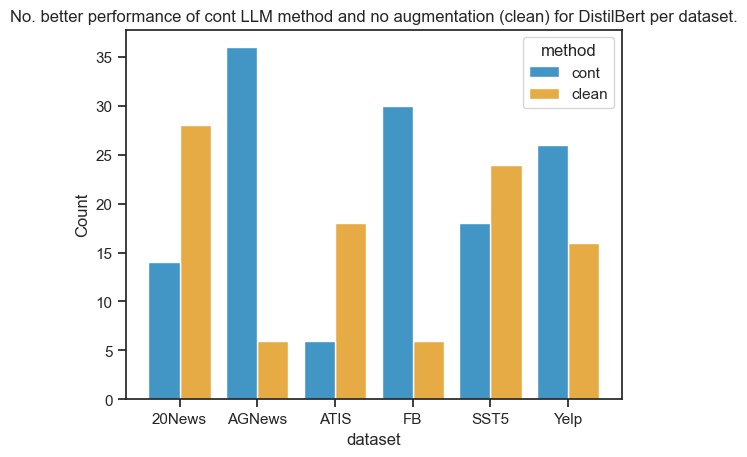 No. better performance of cont LLM method and no augmentation (clean) for DistilBert per dataset.
method
cont
clean
Count
35
30
25
20
15
10
5
0
20News
AGNews
ATIS
FB
SST5
Yelp
dataset